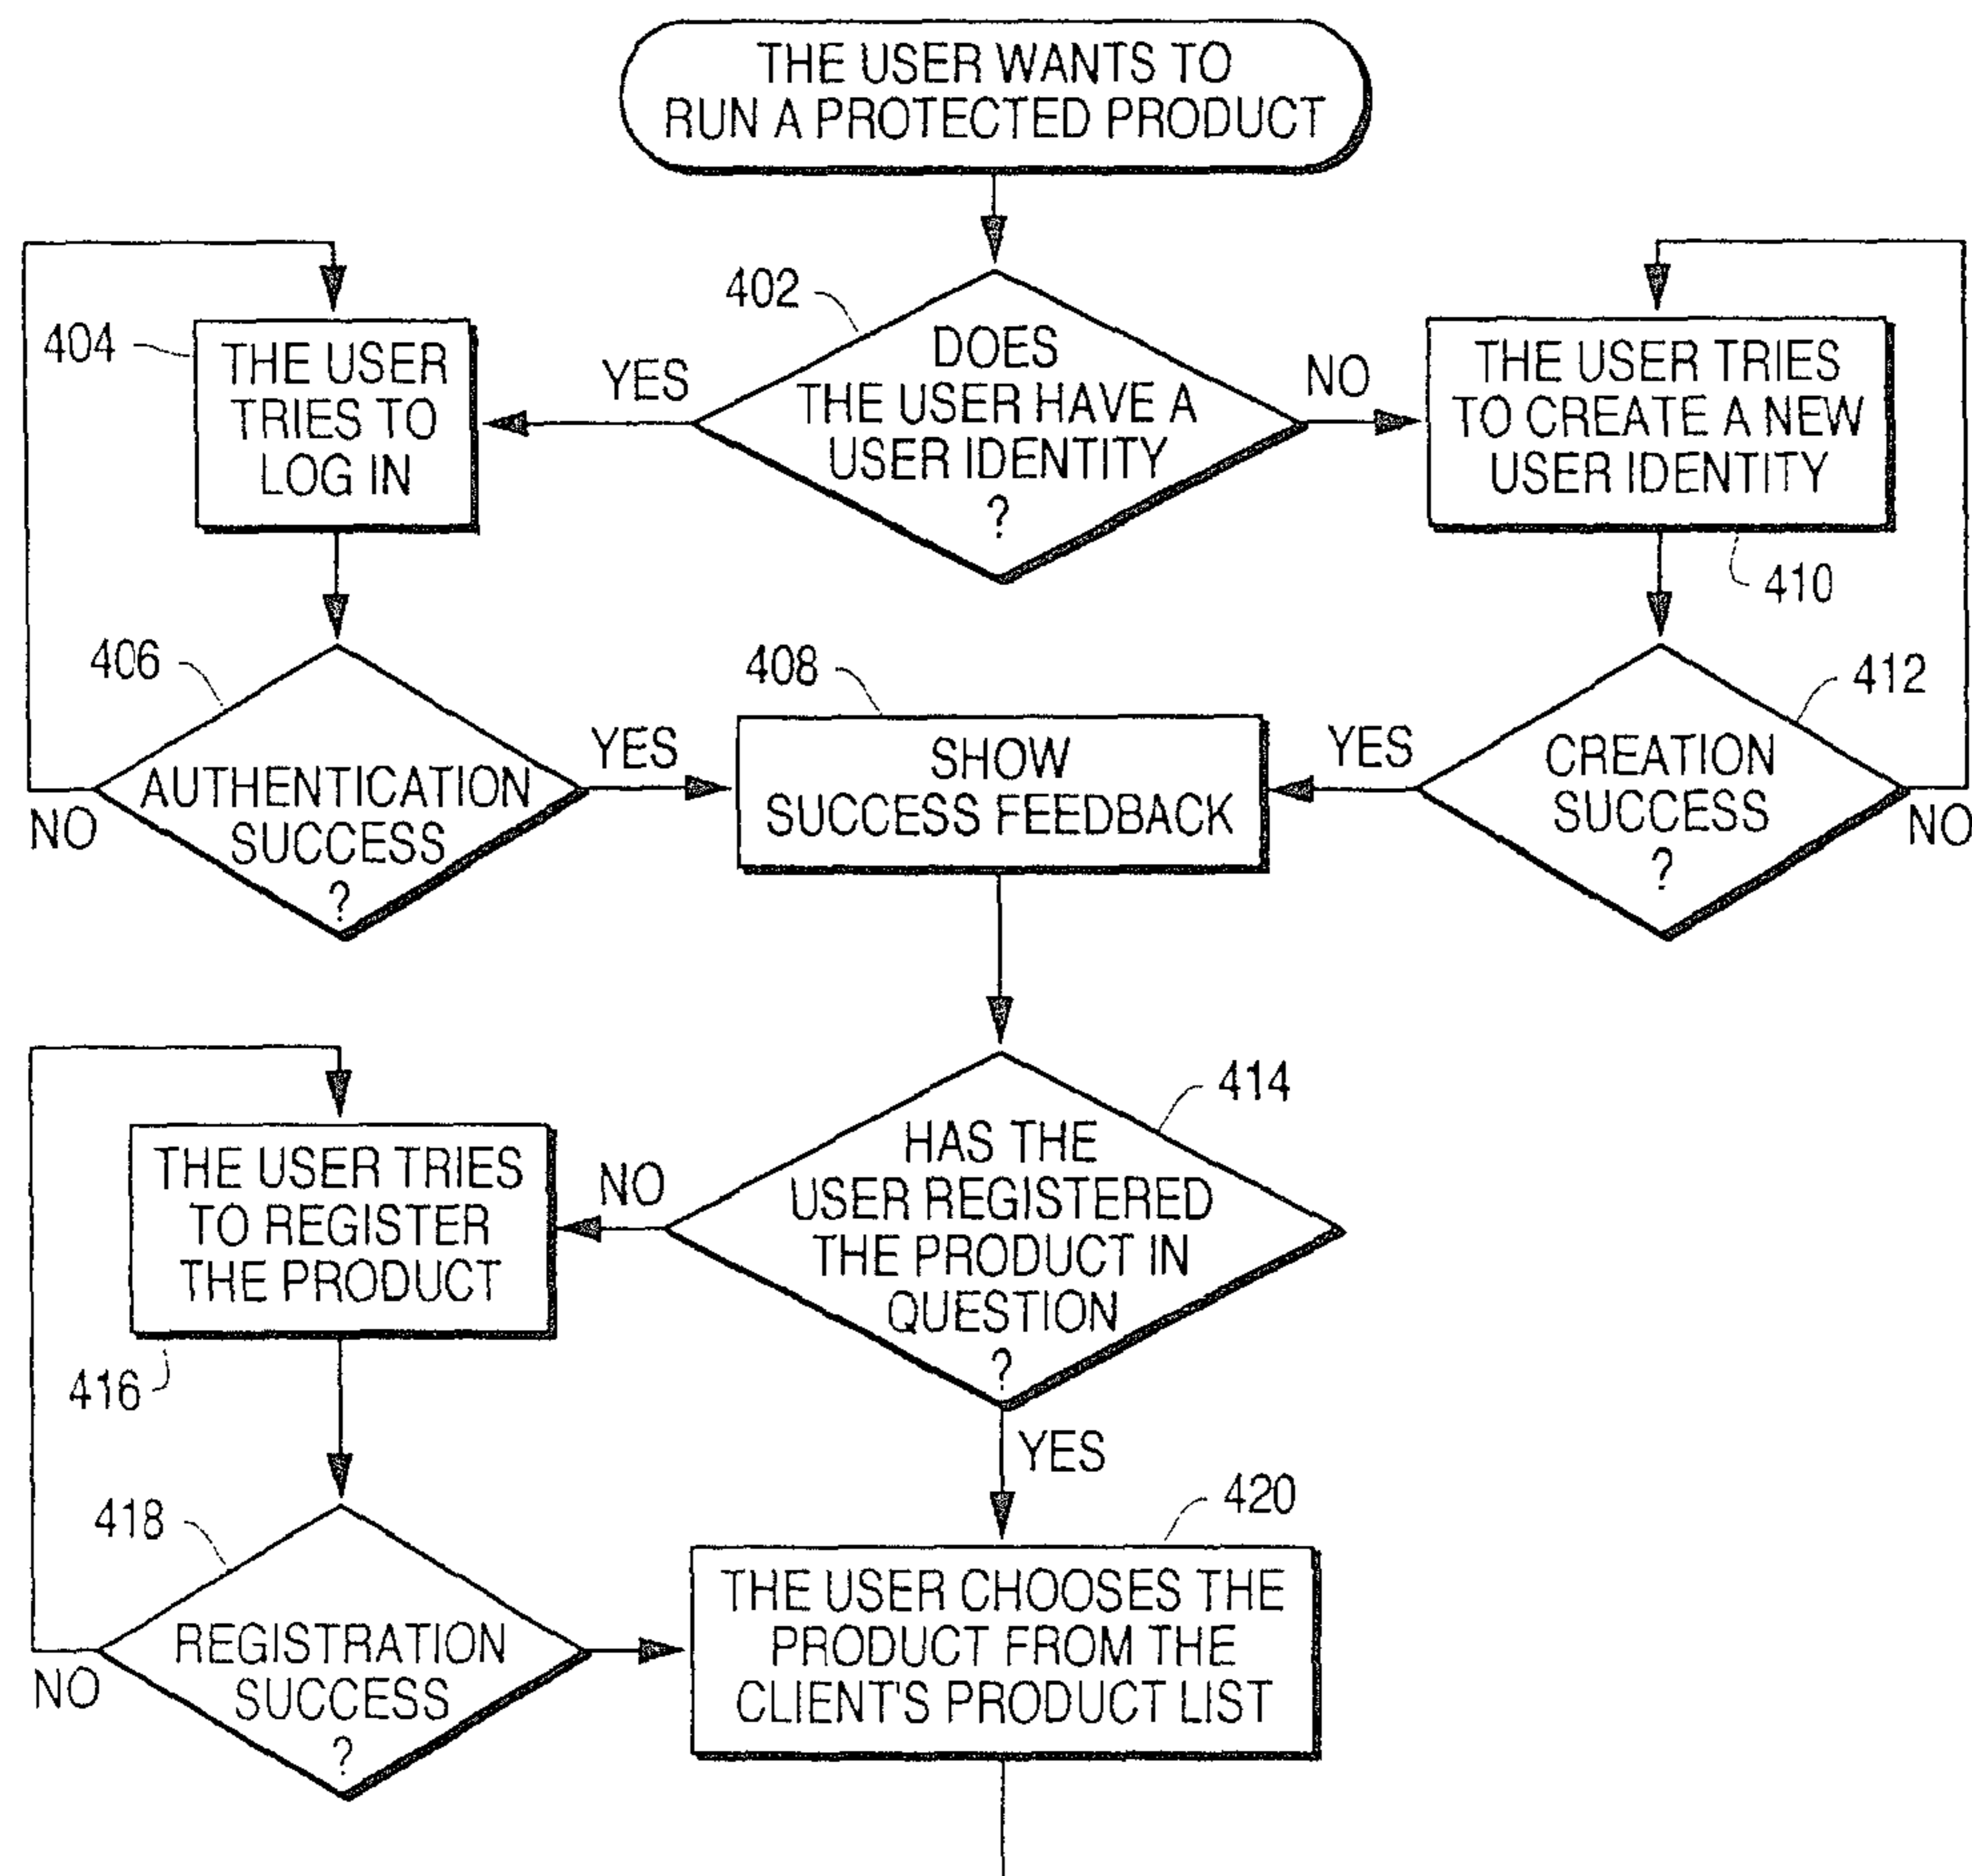 THE USER WANTS TO
RUN A PROTECTED PRODUCT
402
DOES
THE USER HAVE A
USER IDENTITY
?
YES
NO
404
THE USER
TRIES TO
LOG IN
THE USER TRIES
TO CREATE A NEW
USER IDENTITY
410
406
AUTHENTICATION
SUCCESS
?
NO
YES
408
SHOW
SUCCESS FEEDBACK
YES
412
CREATION
SUCCESS
?
NO
414
HAS THE
USER REGISTERED
THE PRODUCT IN
QUESTION
?
NO
YES
THE USER TRIES
TO REGISTER
THE PRODUCT
416
418
REGISTRATION
SUCCESS
?
NO
420
THE USER CHOOSES THE
PRODUCT FROM THE
CLIENT'S PRODUCT LIST